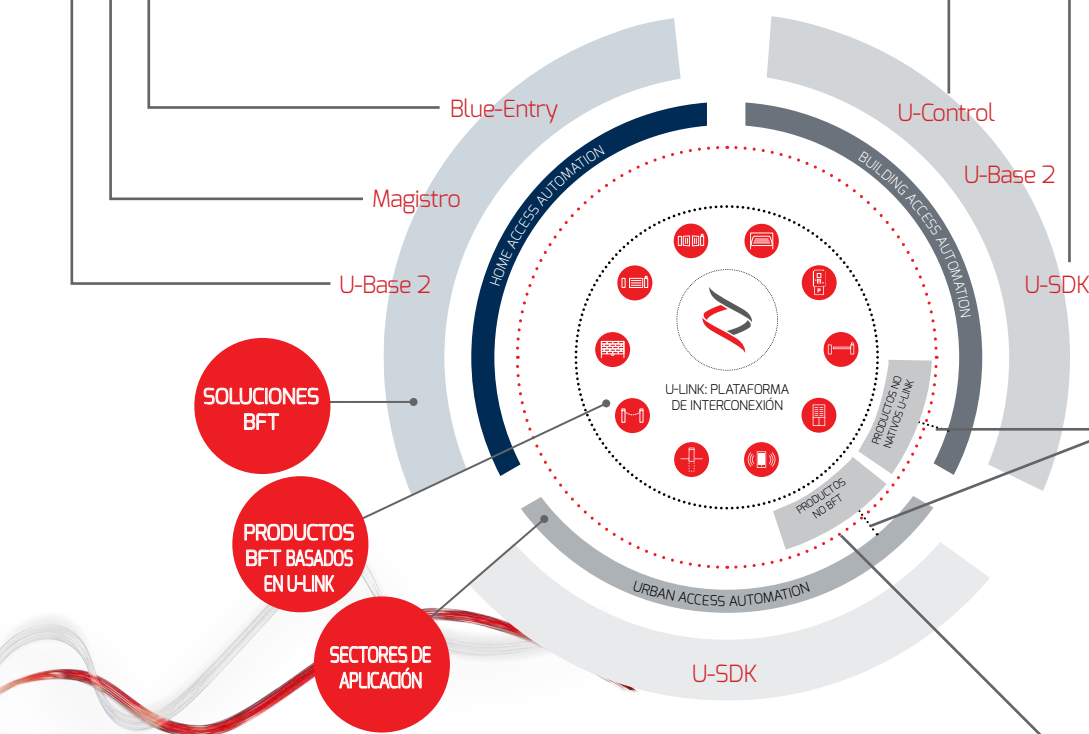 Blue-Entry
U-Control
Magistro
U-Base 2
U-Base 2
U-SDK
HOME ACCESS AUTOMATION
BUILDING ACCESS AUTOMATION
P
U-LINK: PLATAFORMA
DE INTERCONEXIÓN
SOLUCIONES
BFT
PRODUCTOS NO
NATIVOS U-LINK
PRODUCTOS
NO BFT
PRODUCTOS
BFT BASADOS
EN U-LINK
URBAN ACCESS AUTOMATION
SECTORES DE
APLICACIÓN
U-SDK